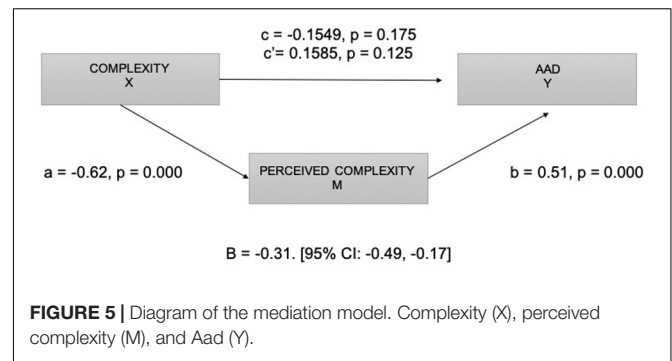 c = -0.1549, p = 0.175
c'= 0.1585, p = 0.125
COMPLEXITY
X
AAD
Y
a = -0.62, p = 0.000
PERCEIVED COMPLEXITY
M
b = 0.51, p = 0.000
B = -0.31. [95% CI: -0.49, -0.17]
FIGURE 5 | Diagram of the mediation model. Complexity (X), perceived
complexity (M), and Aad (Y).